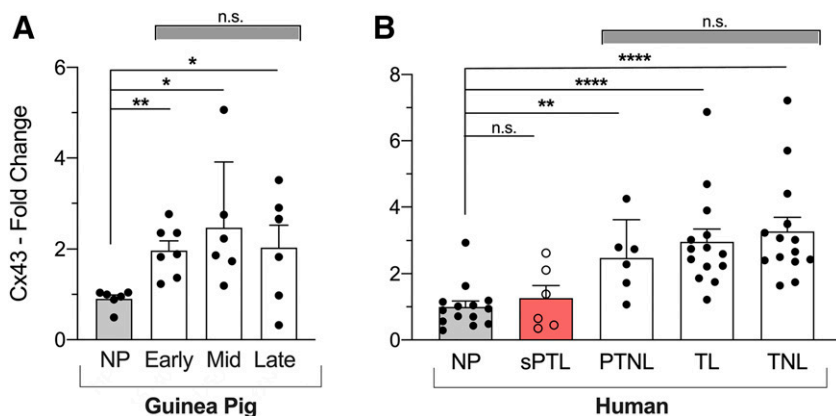 A
n.s.
*
*
**
Cx43 - Fold Change
6
4
2
0
NP Early Mid Late
Guinea Pig
B
n.s.
****
****
**
n.s.
8
6
4
2
0
NP sPTL PTNL TL TNL
Human